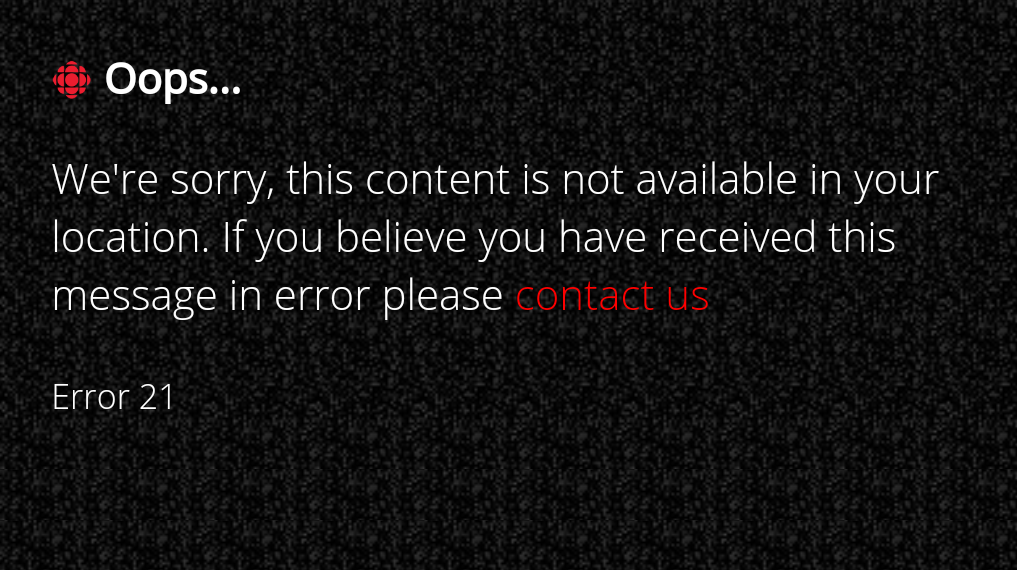 Oops...
We're sorry, this content is not available in your
location. If you believe you have received this
message in error please contact us
Error 21